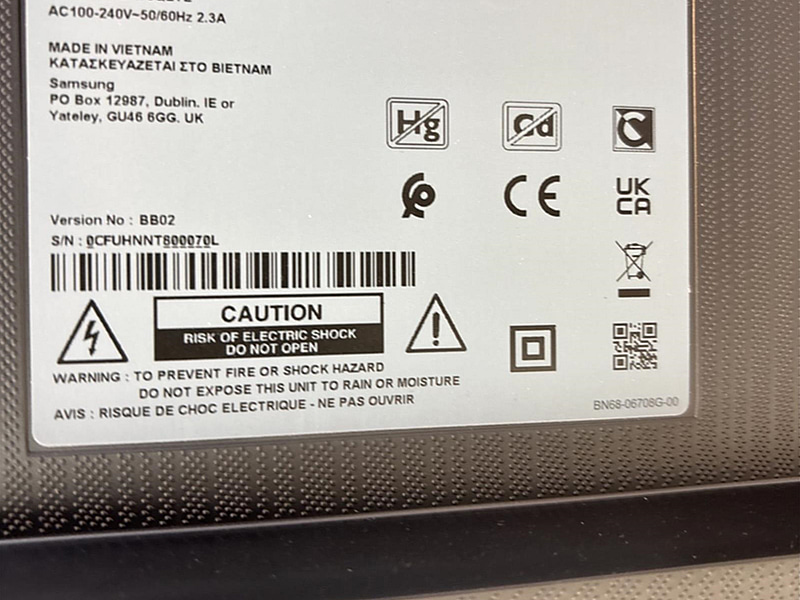 AC100-240V~50/60Hz 2.3A
MADE IN VIETNAM
ΚΑΤΑΣΚΕΥΑΖΕΤΑΙ ΣΤΟ ΒΙΕΤΝΑΜ
Samsung
PO Box 12987, Dublin. IE or
Yateley, GU46 6GG. UK
Hg
Cd
C
CE
UK
CA
Version No : BB02
S/N : 0CFUHNNT800070L
CAUTION
RISK OF ELECTRIC SHOCK
DO NOT OPEN
WARNING : TO PREVENT FIRE OR SHOCK HAZARD
DO NOT EXPOSE THIS UNIT TO RAIN OR MOISTURE
AVIS : RISQUE DE CHOC ELECTRIQUE - NE PAS OUVRIR
BN68-06708G-00